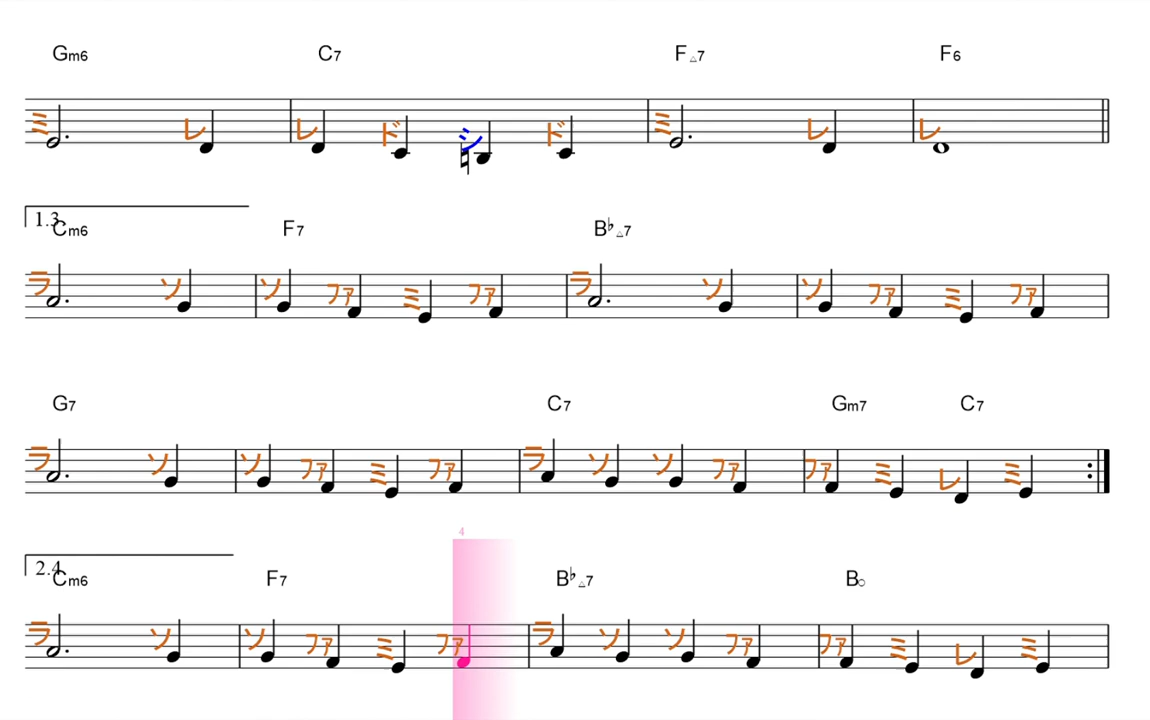 Gm6 C7 F△7 F6
ミ レ レ ド シ ド ミ レ レ
1.3.
Cm6 F7 B♭△7
ラ ソ ソ ファ ミ ファ ラ ソ ソ ファ ミ ファ
G7 C7 Gm7 C7
ラ ソ ソ ファ ミ ファ ラ ソ ソ ファ ファ ミ レ ミ
4
2.4.
Cm6 F7 B♭△7 B○
ラ ソ ソ ファ ミ ファ ラ ソ ソ ファ ファ ミ レ ミ